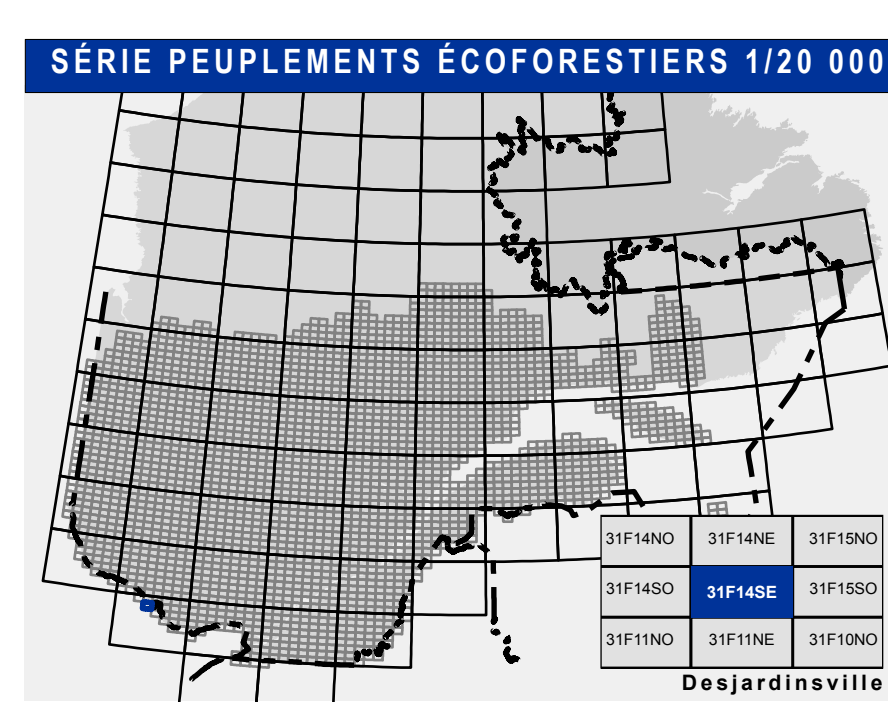 SÉRIE PEUPLEMENTS ÉCOFORESTIERS 1/20 000
31F14NO 31F14NE 31F15NO
31F14SO 31F14SE 31F15SO
31F11NO 31F11NE 31F10NO
Desjardinsville